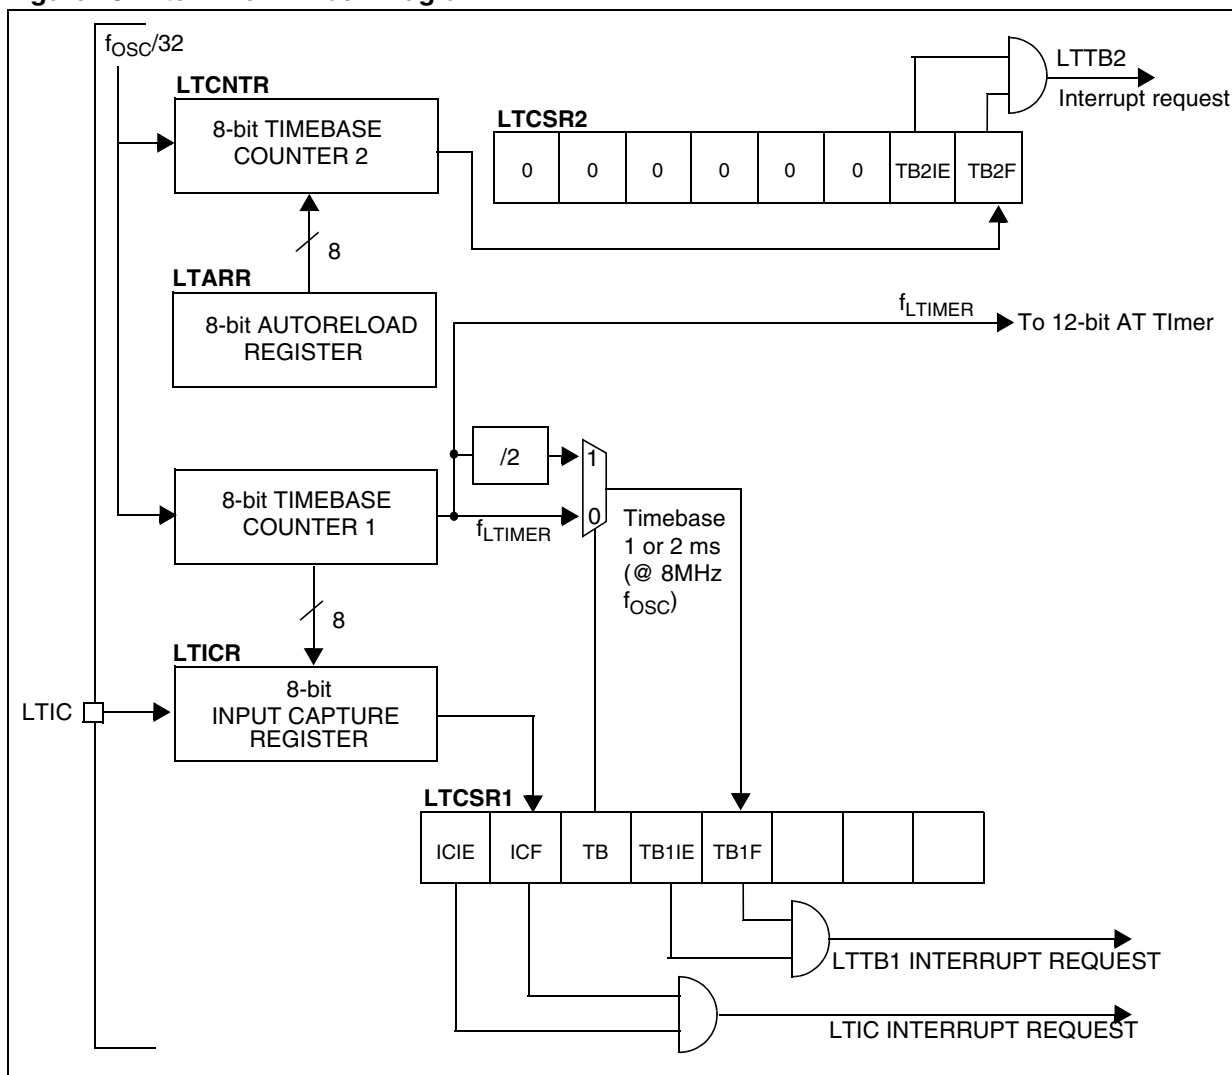 fOSC/32
LTTB2
Interrupt request
LTCNTR
8-bit TIMEBASE
COUNTER 2
LTCSR2
0 0 0 0 0 0 TB2IE TB2F
8
LTARR
8-bit AUTORELOAD
REGISTER
fLTIMER
To 12-bit AT TImer
/2
1
8-bit TIMEBASE
COUNTER 1
fLTIMER
0
Timebase
1 or 2 ms
(@ 8MHz
fOSC)
8
LTICR
8-bit
INPUT CAPTURE
REGISTER
LTIC
LTCSR1
ICIE ICF TB TB1IE TB1F
LTTB1 INTERRUPT REQUEST
LTIC INTERRUPT REQUEST